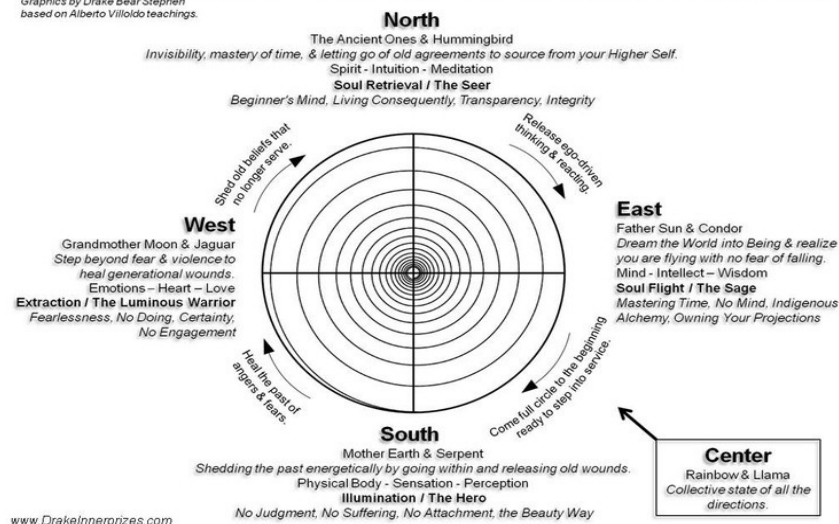 Graphics by Drake Bear Stephen
based on Alberto Villoldo teachings.
North
The Ancient Ones & Hummingbird
Invisibility, mastery of time, & letting go of old agreements to source from your Higher Self.
Spirit - Intuition - Meditation
Soul Retrieval / The Seer
Beginner's Mind, Living Consequently, Transparency, Integrity
Shed old beliefs that
no longer serve.
Release ego-driven
thinking & reacting.
West
Grandmother Moon & Jaguar
Step beyond fear & violence to
heal generational wounds.
Emotions – Heart – Love
Extraction / The Luminous Warrior
Fearlessness, No Doing, Certainty,
No Engagement
East
Father Sun & Condor
Dream the World into Being & realize
you are flying with no fear of falling.
Mind - Intellect – Wisdom
Soul Flight / The Sage
Mastering Time, No Mind, Indigenous
Alchemy, Owning Your Projections
Heal the past of
angers & fears.
Come full circle to the beginning
ready to step into service.
South
Mother Earth & Serpent
Shedding the past energetically by going within and releasing old wounds.
Physical Body - Sensation - Perception
Illumination / The Hero
No Judgment, No Suffering, No Attachment, the Beauty Way
Center
Rainbow & Llama
Collective state of all the
directions.
www.DrakeInnerprizes.com